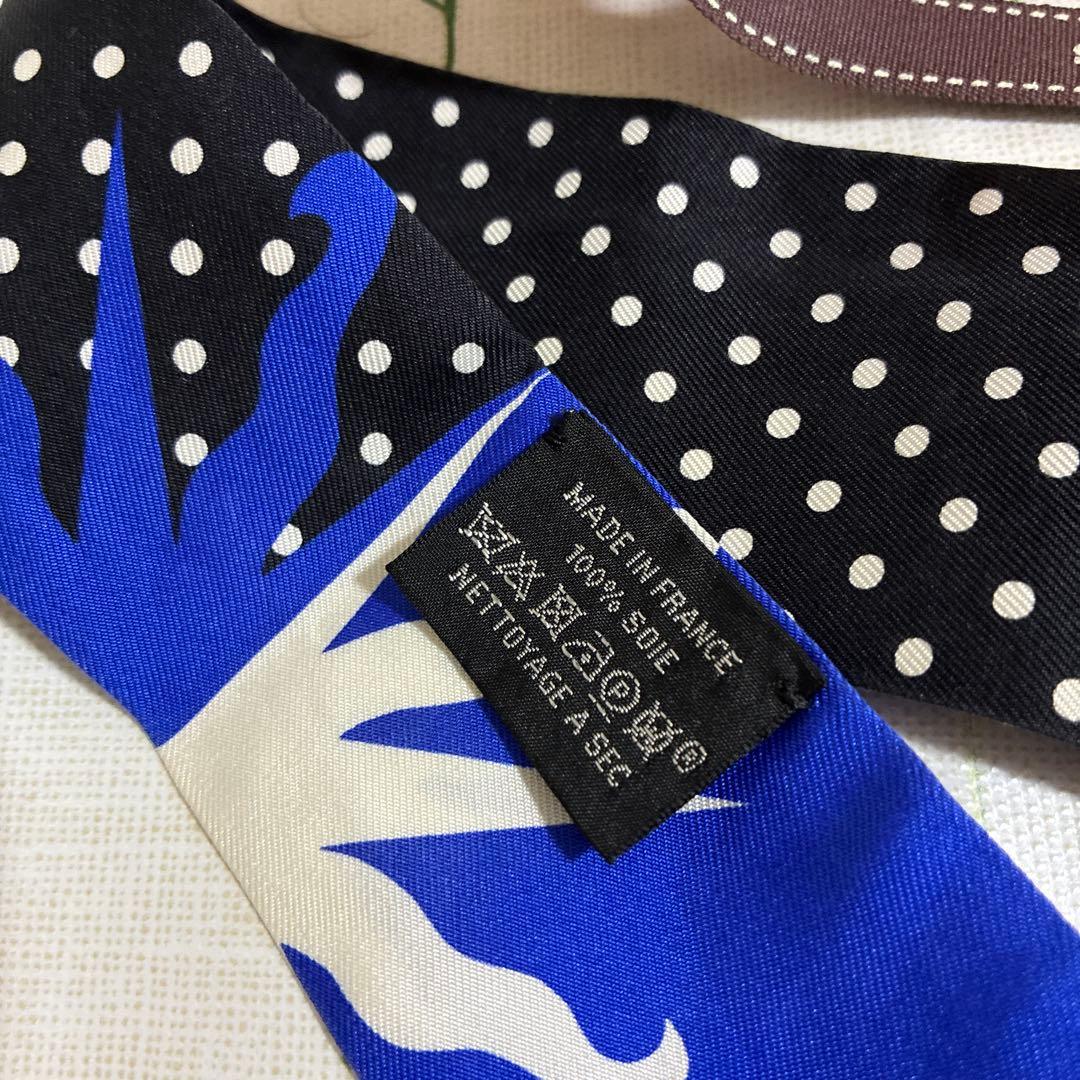 MADE IN FRANCE
100% SOIE
P ®
NETTOYAGE A SEC